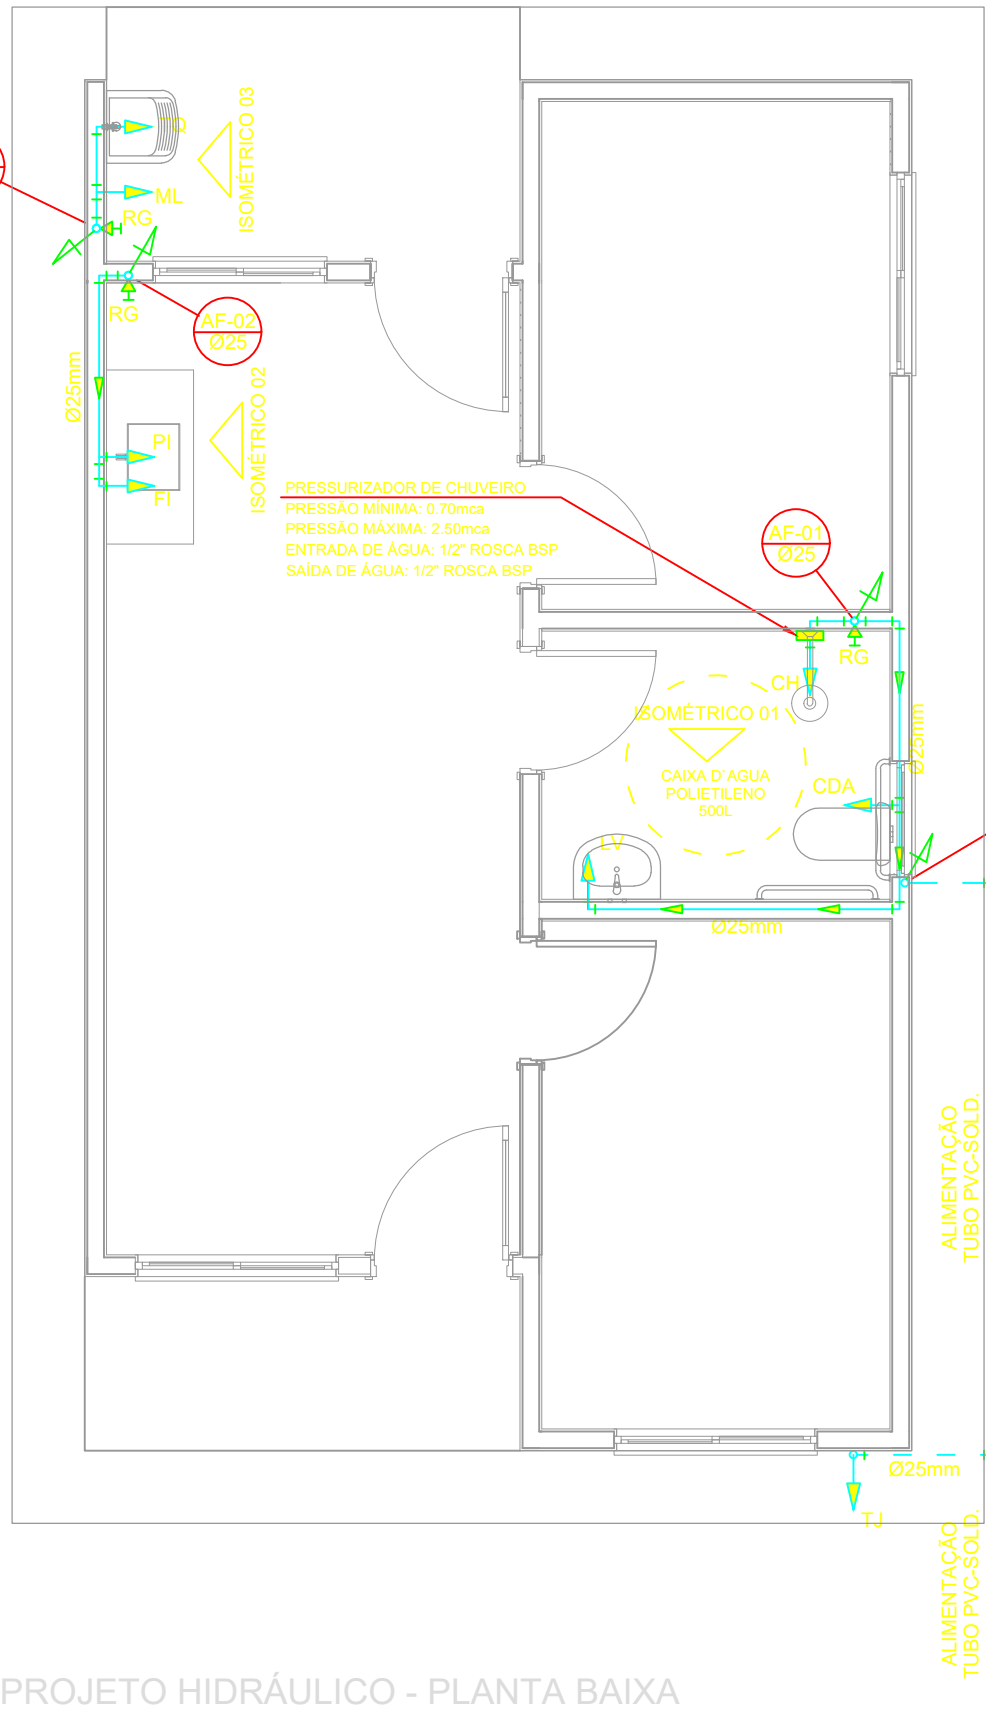 TQ
ISOMÉTRICO 03
ML
RG
RG
AF-02
Ø25
Ø25mm
ISOMÉTRICO 02
PI
FI
PRESSURIZADOR DE CHUVEIRO
PRESSÃO MÍNIMA: 0.70mca
PRESSÃO MÁXIMA: 2.50mca
ENTRADA DE ÁGUA: 1/2" ROSCA BSP
SAÍDA DE ÁGUA: 1/2" ROSCA BSP
AF-01
Ø25
RG
CH
ISOMÉTRICO 01
Ø25mm
CAIXA D`AGUA
POLIETILENO
500L
CDA
LV
Ø25mm
ALIMENTAÇÃO
TUBO PVC-SOLD.
Ø25mm
TJ
ALIMENTAÇÃO
TUBO PVC-SOLD.
PROJETO HIDRÁULICO - PLANTA BAIXA